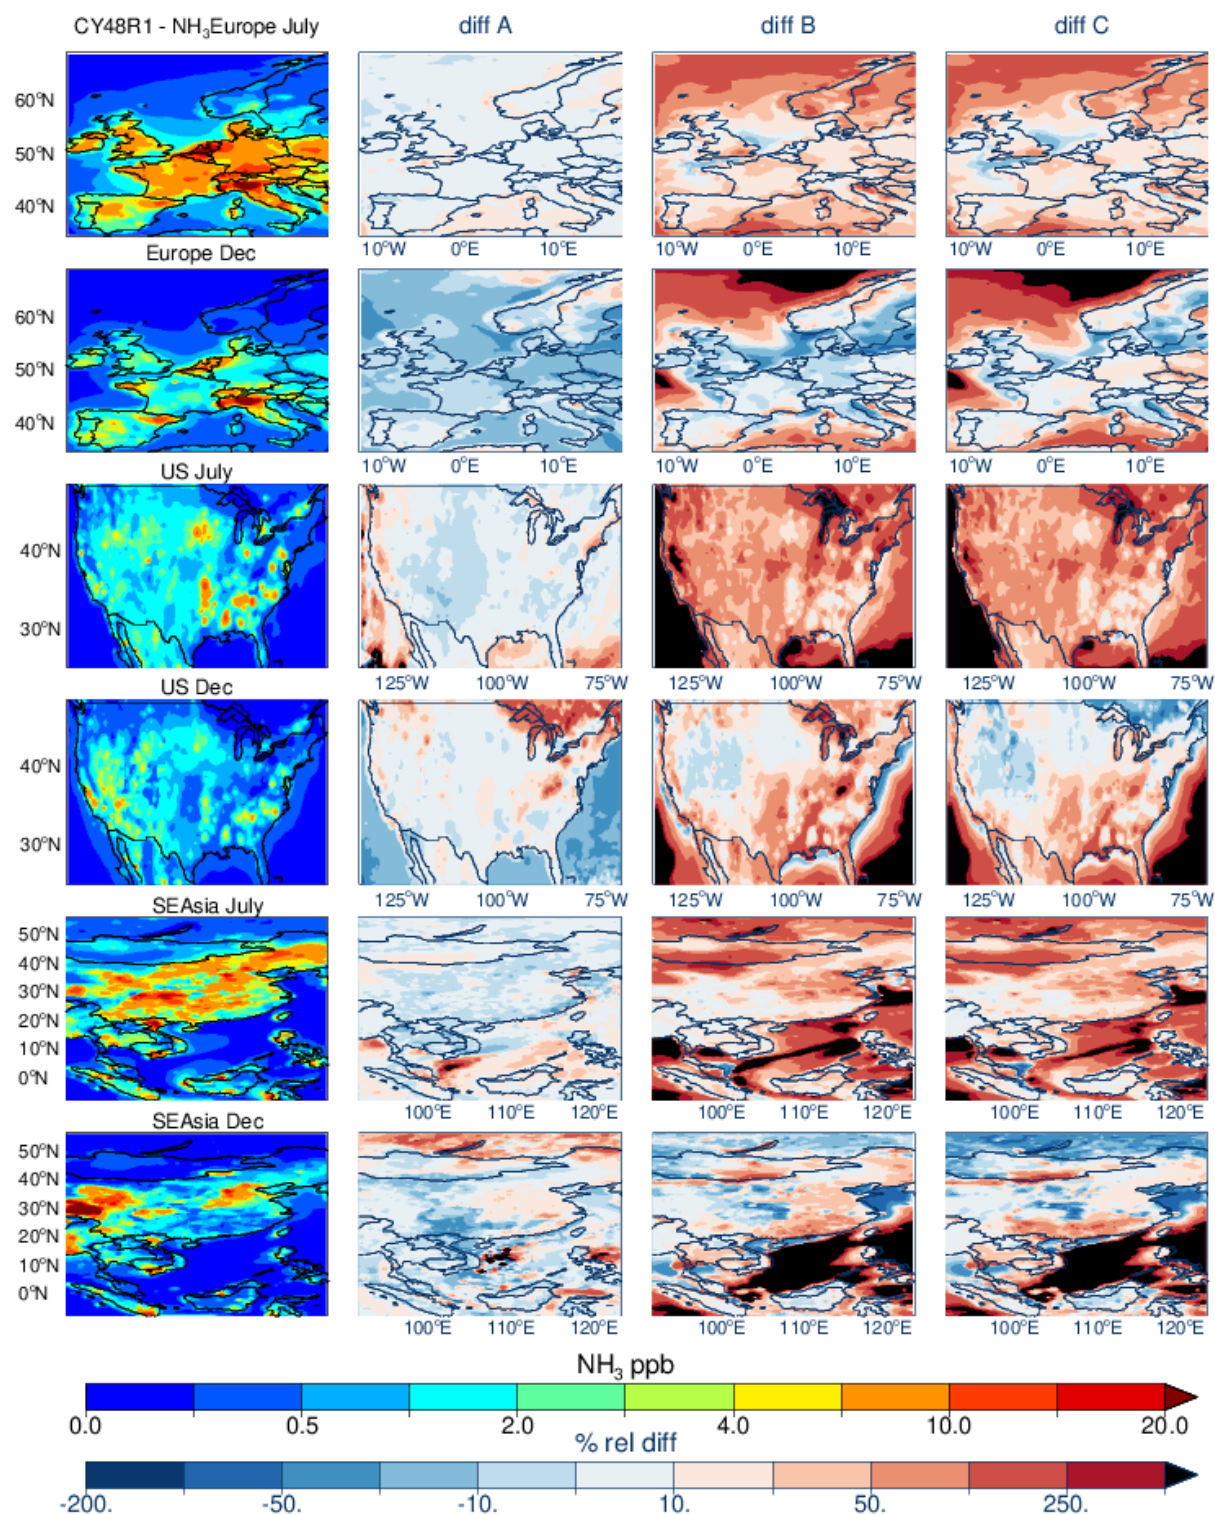 CY48R1 - NH₃Europe July diff A diff B diff C
60°N
50°N
40°N
10°W 0°E 10°E 10°W 0°E 10°E 10°W 0°E 10°E
Europe Dec
60°N
50°N
40°N
10°W 0°E 10°E 10°W 0°E 10°E 10°W 0°E 10°E
US July
40°N
30°N
125°W 100°W 75°W 125°W 100°W 75°W 125°W 100°W 75°W
US Dec
40°N
30°N
125°W 100°W 75°W 125°W 100°W 75°W 125°W 100°W 75°W
SEAsia July
50°N
40°N
30°N
20°N
10°N
0°N
100°E 110°E 120°E 100°E 110°E 120°E 100°E 110°E 120°E
SEAsia Dec
50°N
40°N
30°N
20°N
10°N
0°N
100°E 110°E 120°E 100°E 110°E 120°E 100°E 110°E 120°E
NH₃ ppb
0.0 0.5 2.0 4.0 10.0 20.0
% rel diff
-200. -50. -10. 10. 50. 250.